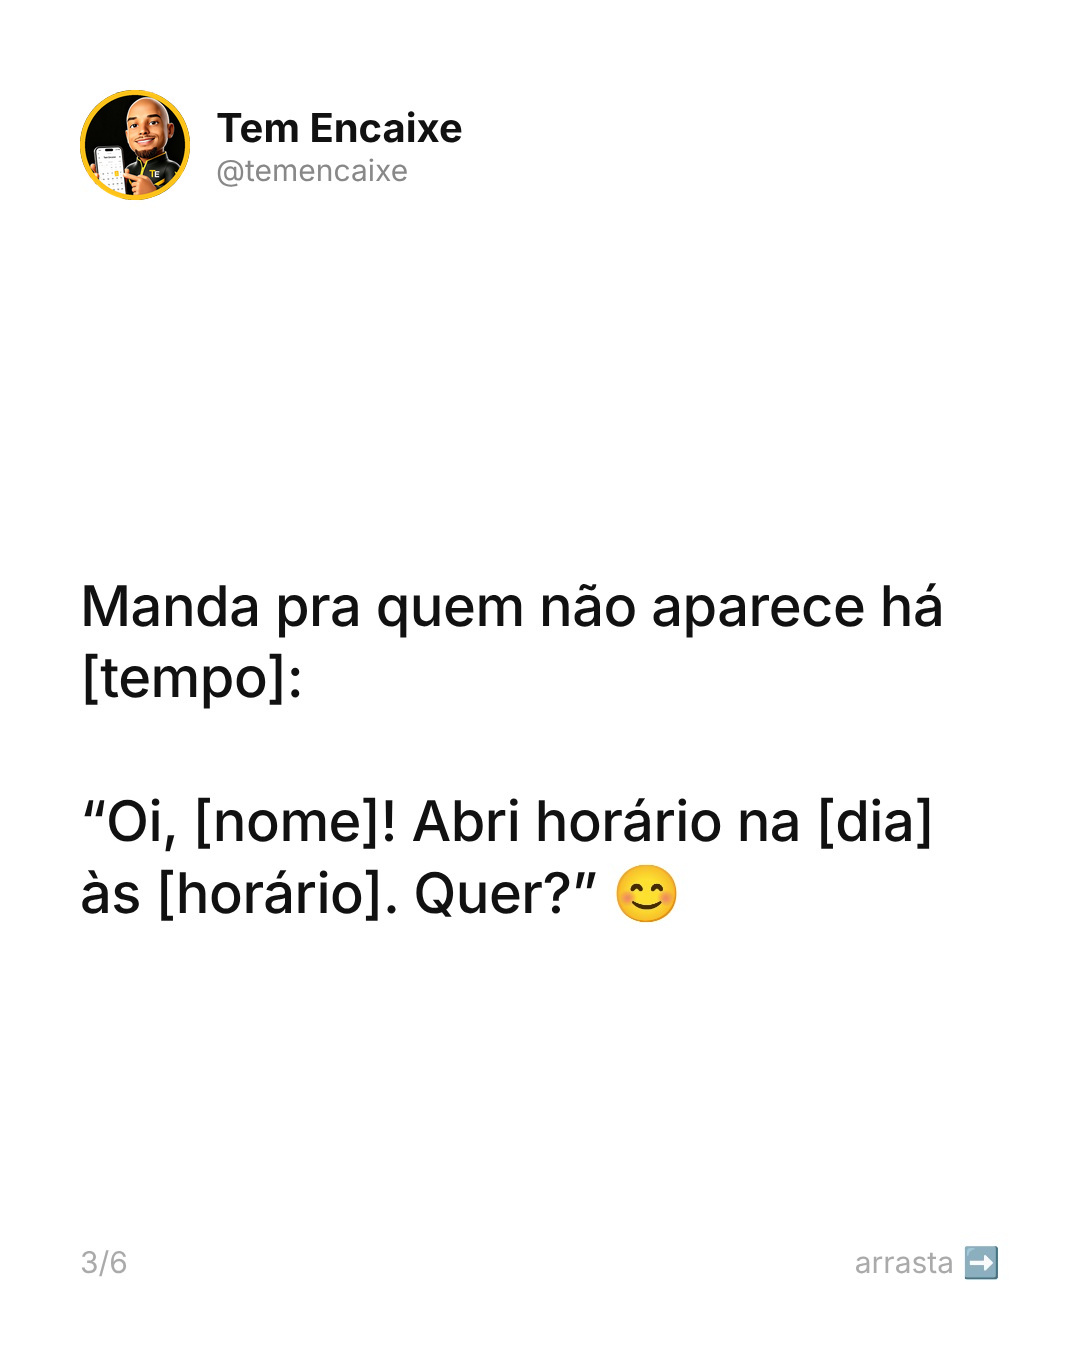 Tem Encaixe
@temencaixe
TE
Manda pra quem não aparece há
[tempo]:
“Oi, [nome]! Abri horário na [dia]
às [horário]. Quer?” 😊
3/6
arrasta ➡️